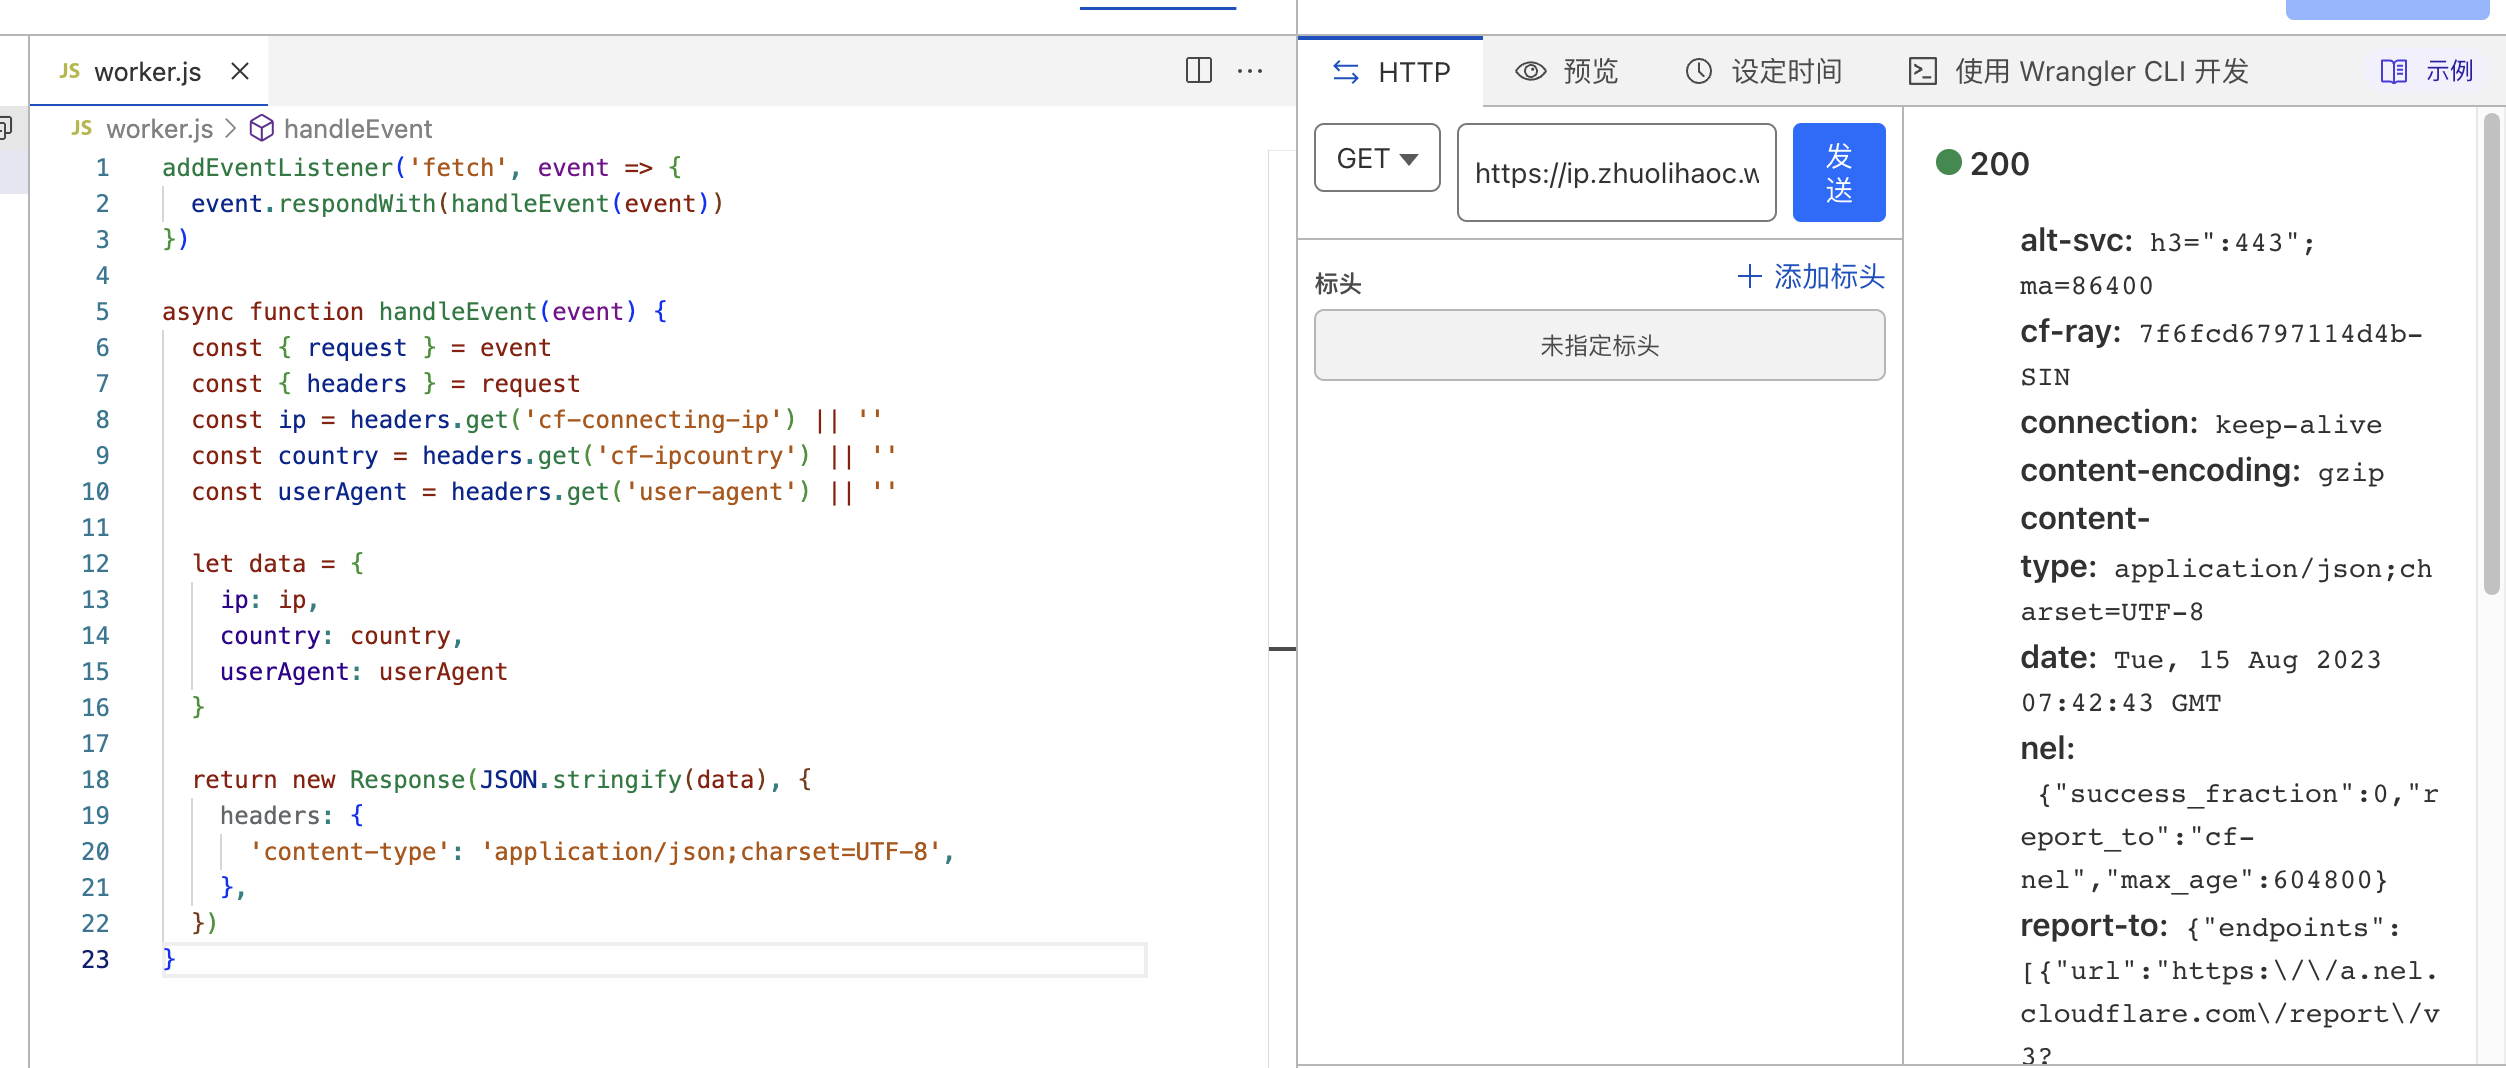 JS worker.js
HTTP 预览 设定时间 使用 Wrangler CLI 开发 示例
JS worker.js > handleEvent
1 addEventListener('fetch', event => {
2   event.respondWith(handleEvent(event))
3 })
4
5 async function handleEvent(event) {
6   const { request } = event
7   const { headers } = request
8   const ip = headers.get('cf-connecting-ip') || ''
9   const country = headers.get('cf-ipcountry') || ''
10   const userAgent = headers.get('user-agent') || ''
11
12   let data = {
13     ip: ip,
14     country: country,
15     userAgent: userAgent
16   }
17
18   return new Response(JSON.stringify(data), {
19     headers: {
20       'content-type': 'application/json;charset=UTF-8',
21     },
22   })
23 }
GET
https://ip.zhuolihaoc.w
发
送
标头
添加标头
未指定标头
200
alt-svc: h3=":443";
ma=86400
cf-ray: 7f6fcd6797114d4b-
SIN
connection: keep-alive
content-encoding: gzip
content-
type: application/json;ch
arset=UTF-8
date: Tue, 15 Aug 2023
07:42:43 GMT
nel:
{"success_fraction":0,"r
eport_to":"cf-
nel","max_age":604800}
report-to: {"endpoints":
[{"url":"https:\/\/a.nel.
cloudflare.com\/report\/v
3?